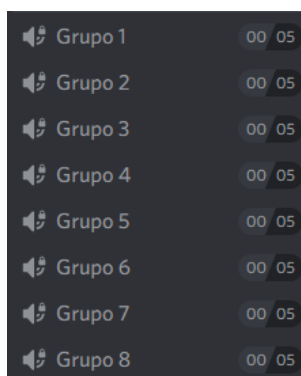 Grupo 1 00 05
Grupo 2 00 05
Grupo 3 00 05
Grupo 4 00 05
Grupo 5 00 05
Grupo 6 00 05
Grupo 7 00 05
Grupo 8 00 05